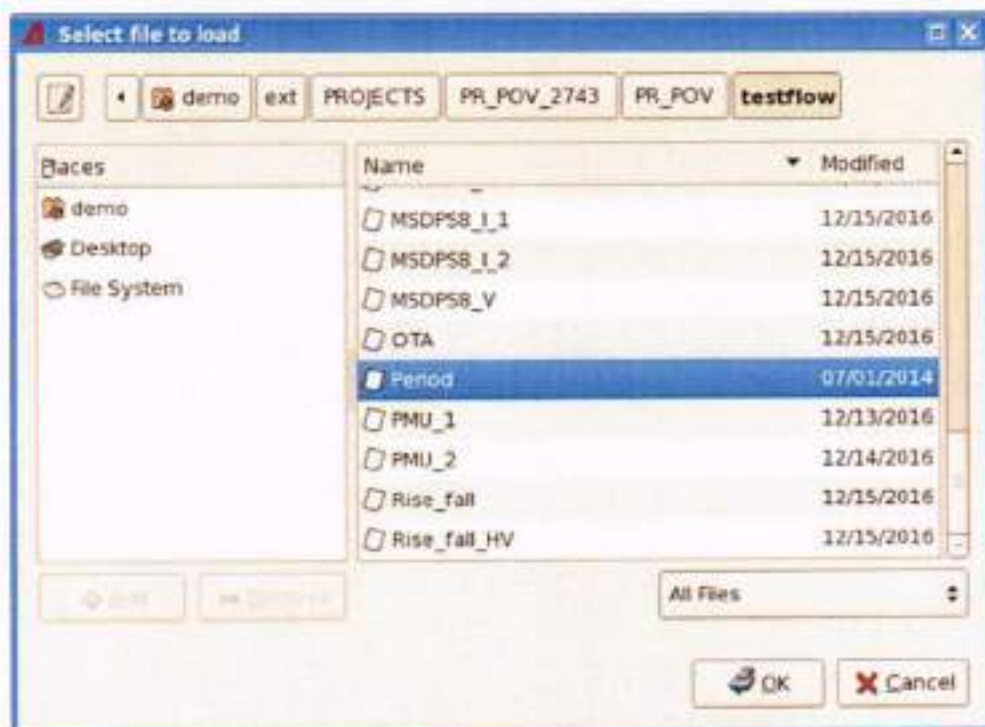 Select file to load
demo ext PROJECTS PR_POV_2743 PR_POV testflow
Places
demo
Desktop
File System
Name Modified
MSDPS8_I_1 12/15/2016
MSDPS8_I_2 12/15/2016
MSDPS8_V 12/15/2016
OTA 12/15/2016
Period 07/01/2014
PMU_1 12/13/2016
PMU_2 12/14/2016
Rise_fall 12/15/2016
Rise_fall_HV 12/15/2016
All Files
OK Cancel